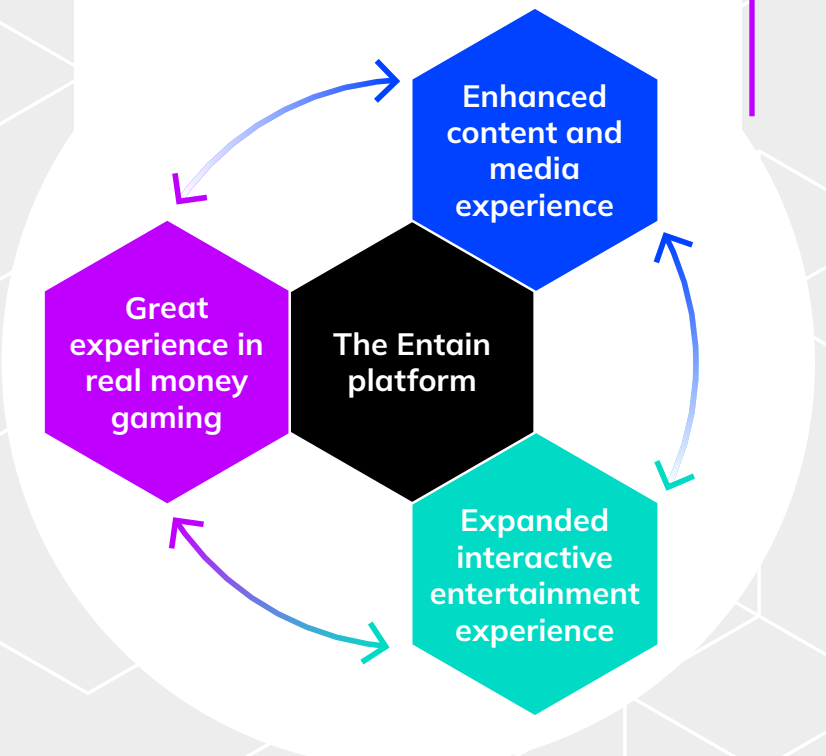 Enhanced
content and
media
experience
Great
experience in
real money
gaming
The Entain
platform
Expanded
interactive
entertainment
experience